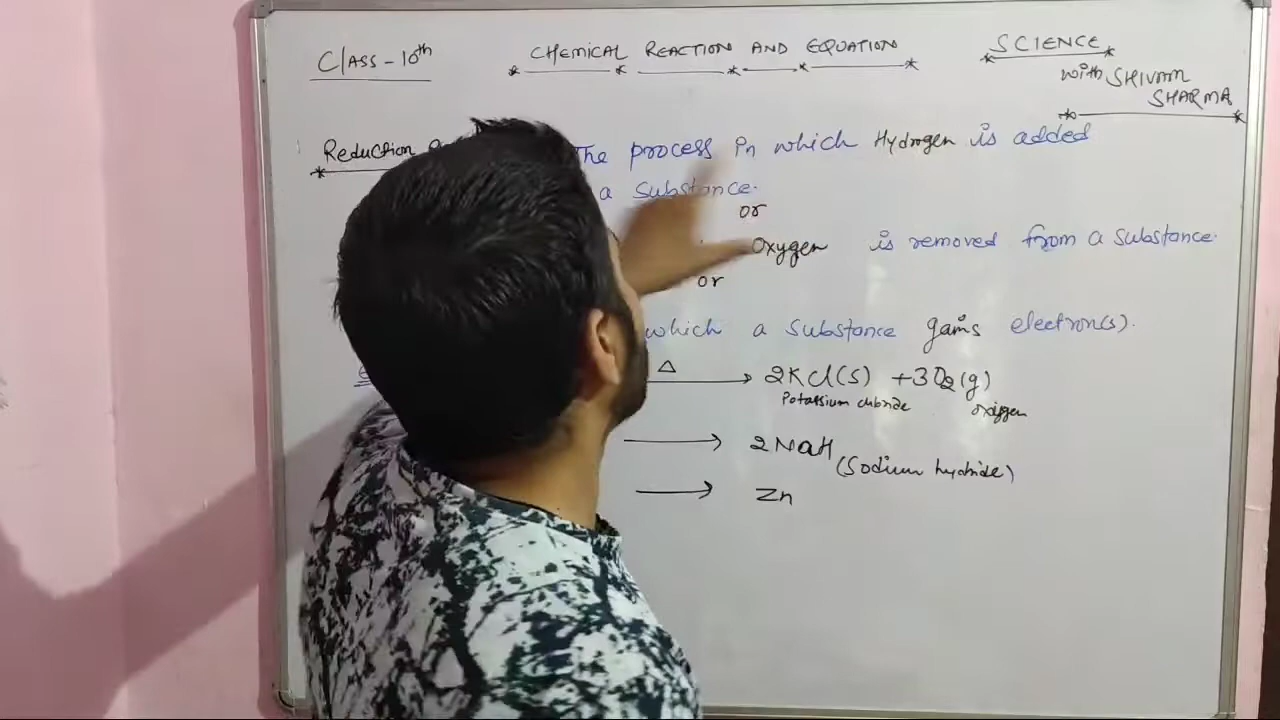 Class-10th
CHEMICAL REACTION AND EQUATION
SCIENCE
with SHIVAM
SHARMA
Reduction
The process in which Hydrogen is added
a substance.
or
Oxygen is removed from a substance.
or
which a substance gains electron(s).
Δ → 2KCl(s) +3O2(g)
Potassium chloride oxygen
→ 2NaH (Sodium hydride)
→ Zn